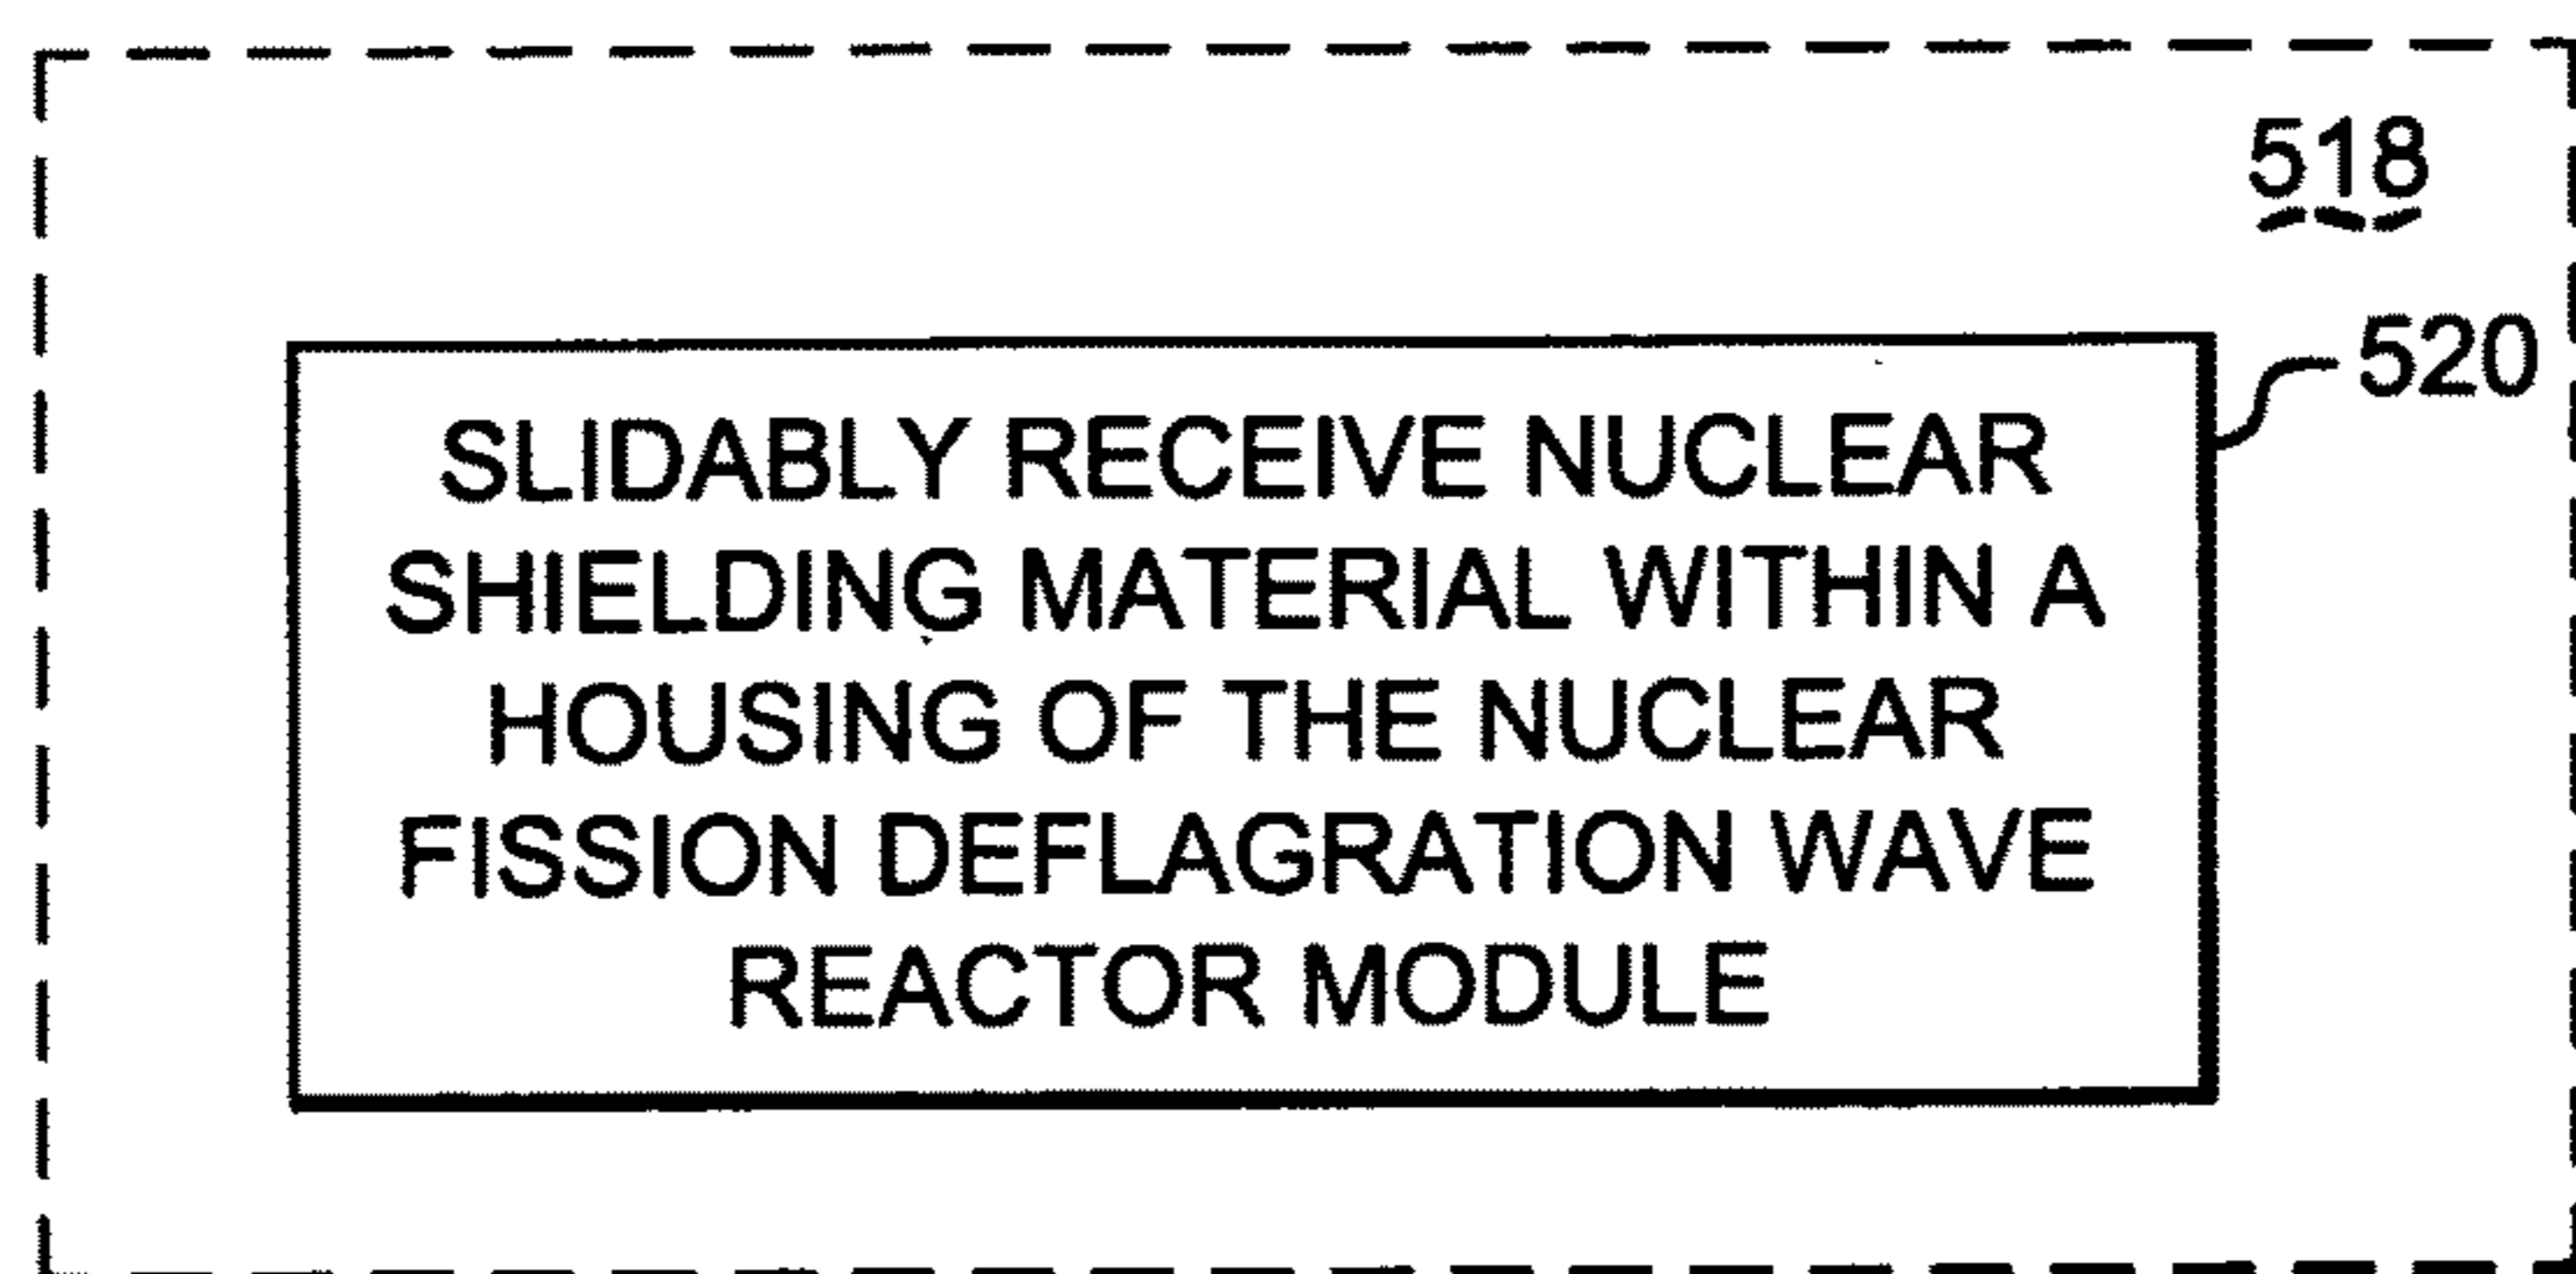 518
520
SLIDABLY RECEIVE NUCLEAR
SHIELDING MATERIAL WITHIN A
HOUSING OF THE NUCLEAR
FISSION DEFLAGRATION WAVE
REACTOR MODULE